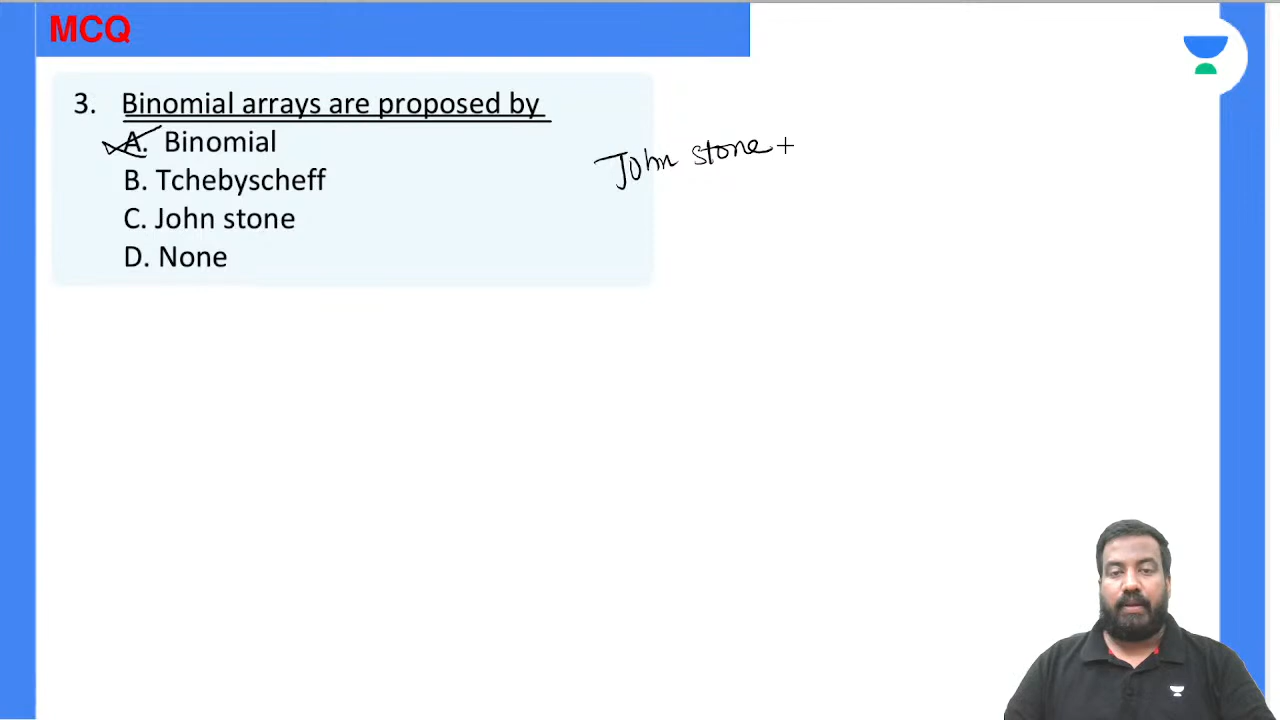 MCQ
3. Binomial arrays are proposed by
A. Binomial
B. Tchebyscheff
C. John stone
D. None
John stone +